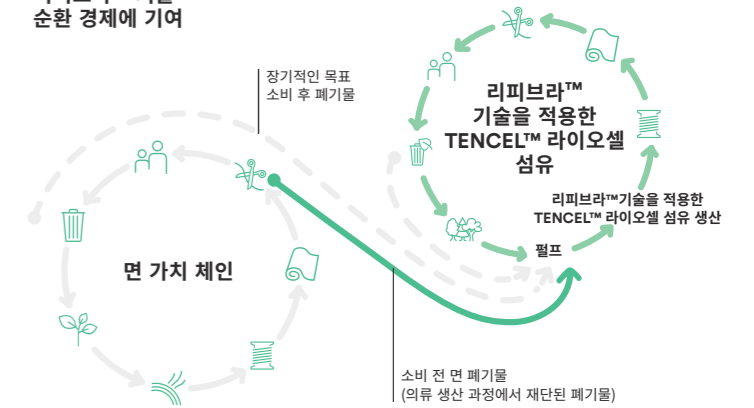 순환 경제에 기여
장기적인 목표
소비 후 폐기물
리피브라™
기술을 적용한
TENCEL™ 라이오셀
섬유
리피브라™기술을 적용한
TENCEL™ 라이오셀 섬유 생산
펄프
면 가치 체인
소비 전 면 폐기물
(의류 생산 과정에서 재단된 폐기물)